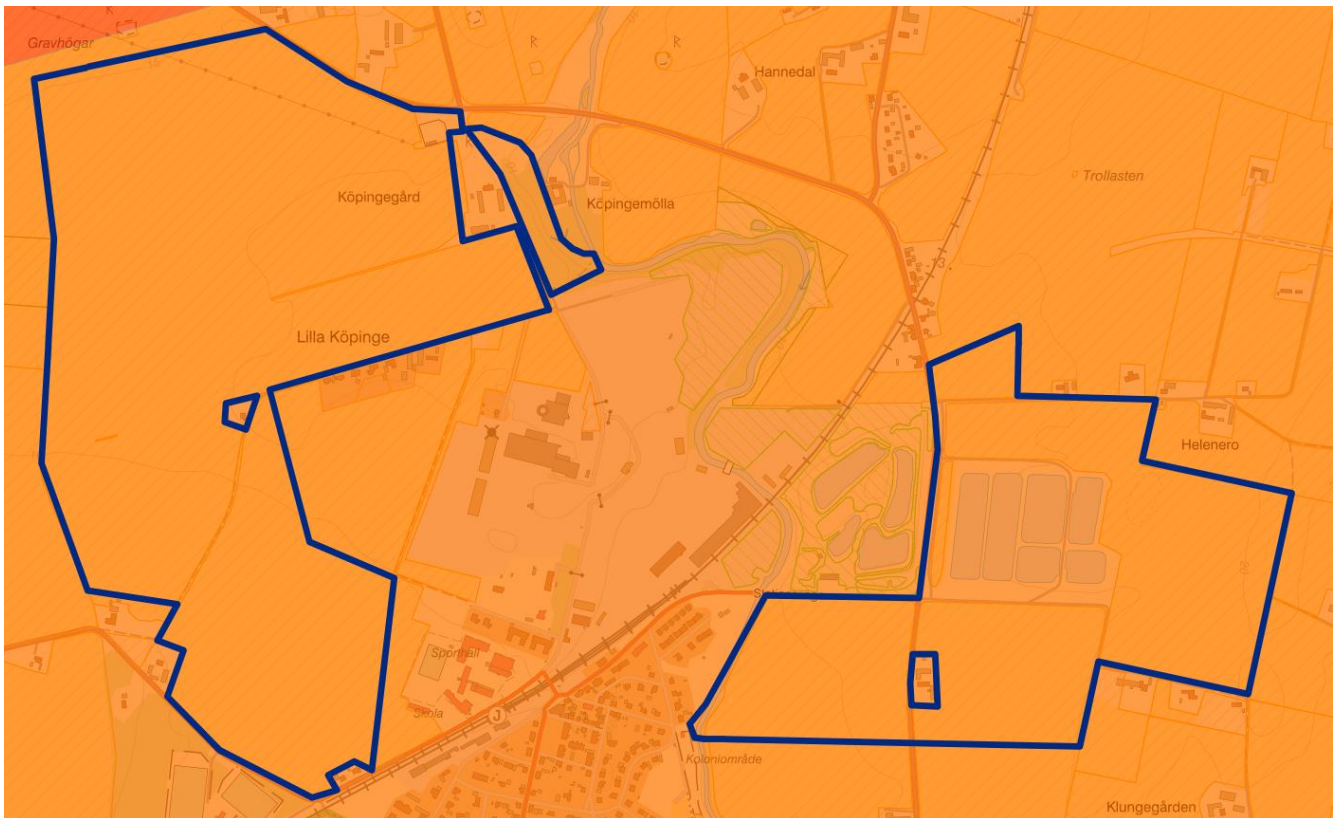 Gravhögar
R
R
Hannedal
Trollasten
Köpingegård
Köpingemölla
Lilla Köpinge
Helenero
Sporthall
Skola
J
Koloniområde
Klungegården